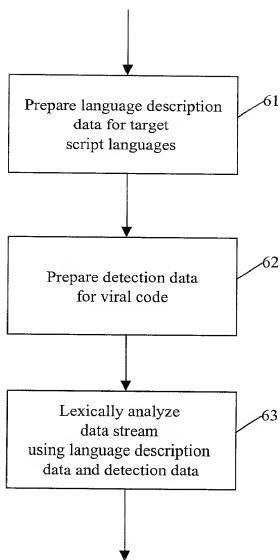 Prepare language description
data for target
script languages
61
Prepare detection data
for viral code
62
Lexically analyze
data stream
using language description
data and detection data
63